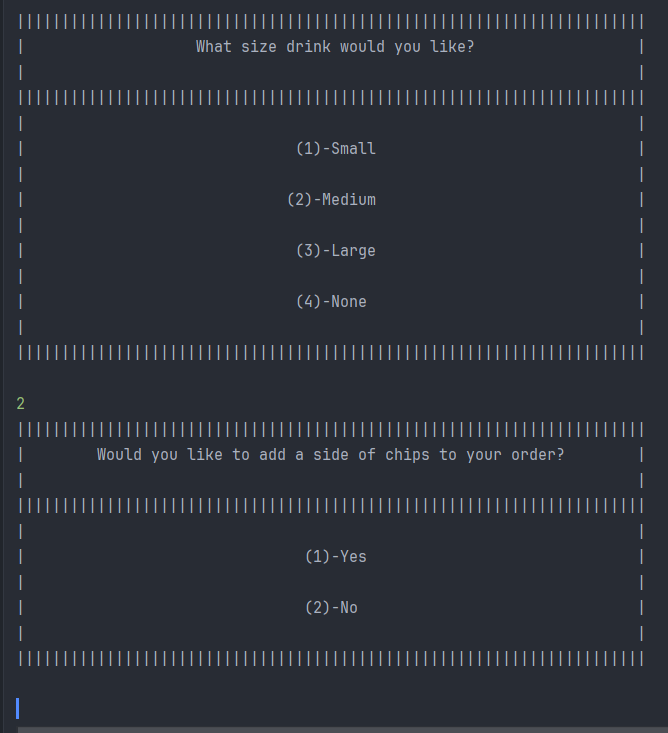 ||||||||||||||||||||||||||||||||||||||||||||||||||||||||||||||||||||||
| What size drink would you like? |
| |
||||||||||||||||||||||||||||||||||||||||||||||||||||||||||||||||||||||
| |
| (1)-Small |
| |
| (2)-Medium |
| |
| (3)-Large |
| |
| (4)-None |
| |
||||||||||||||||||||||||||||||||||||||||||||||||||||||||||||||||||||||
2
||||||||||||||||||||||||||||||||||||||||||||||||||||||||||||||||||||||
| Would you like to add a side of chips to your order? |
| |
||||||||||||||||||||||||||||||||||||||||||||||||||||||||||||||||||||||
| |
| (1)-Yes |
| |
| (2)-No |
| |
||||||||||||||||||||||||||||||||||||||||||||||||||||||||||||||||||||||